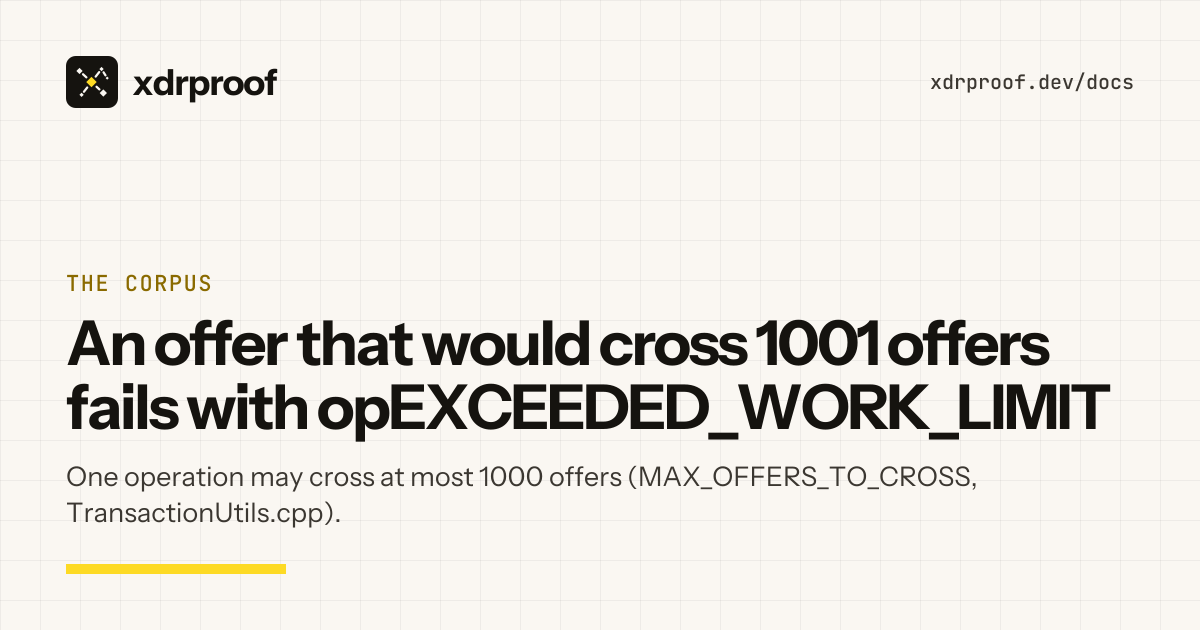 xdrproof
xdrproof.dev/docs
THE CORPUS
An offer that would cross 1001 offers
fails with opEXCEEDED_WORK_LIMIT
One operation may cross at most 1000 offers (MAX_OFFERS_TO_CROSS,
TransactionUtils.cpp).